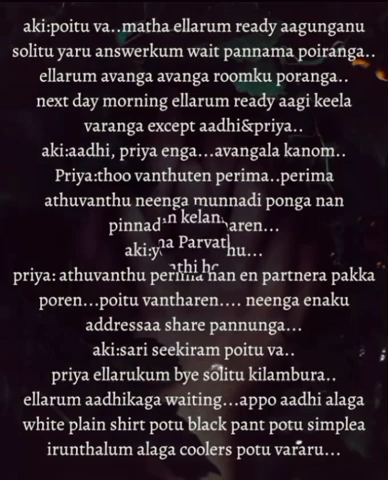 aki:poitu va..matha ellarum ready aagunganu
solitu yaru answerkum wait pannama poiranga..
ellarum avanga avanga roomku poranga..
next day morning ellarum ready aagi keela
varanga except aadhi&priya..
aki:aadhi, priya enga...avangala kanom..
Priya:thoo vanthuten perima..perima
athuvanthu neenga munnadi ponga nan
pinnad
priya: athuvanthu perima nan en partnera pakka
poren...poitu vantharen.... neenga enaku
addressaa share pannunga...
aki:sari seekiram poitu va..
priya ellarukum bye solitu kilambura..
ellarum aadhikaga waiting...appo aadhi alaga
white plain shirt potu black pant potu simplea
irunthalum alaga coolers potu vararu...